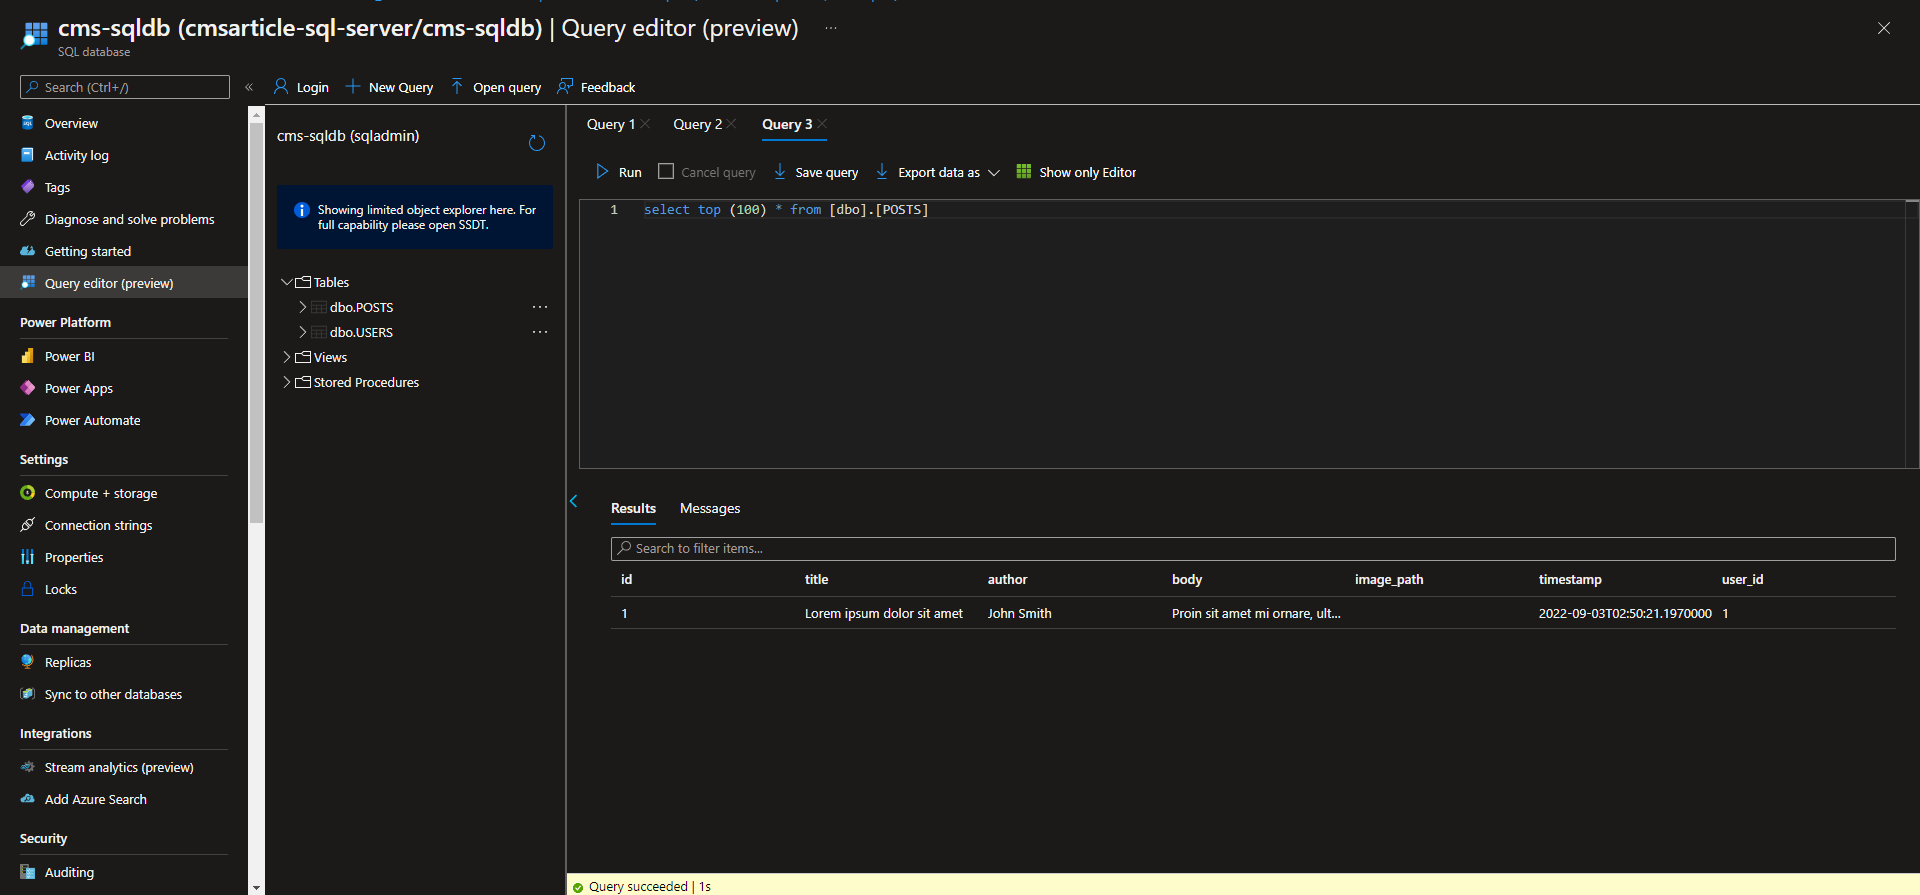 cms-sqldb (cmsarticle-sql-server/cms-sqldb) | Query editor (preview) ...
SQL database
Search (Ctrl+/)
«
Login
New Query
Open query
Feedback
Overview
Activity log
Tags
Diagnose and solve problems
Getting started
Query editor (preview)
Power Platform
Power BI
Power Apps
Power Automate
Settings
Compute + storage
Connection strings
Properties
Locks
Data management
Replicas
Sync to other databases
Integrations
Stream analytics (preview)
Add Azure Search
Security
Auditing
cms-sqldb (sqladmin)
Showing limited object explorer here. For
full capability please open SSDT.
Tables
dbo.POSTS ...
dbo.USERS ...
Views
Stored Procedures
Query 1
Query 2
Query 3
Run
Cancel query
Save query
Export data as
Show only Editor
1 select top (100) * from [dbo].[POSTS]
Results
Messages
Search to filter items...
id title author body image_path timestamp user_id
1 Lorem ipsum dolor sit amet John Smith Proin sit amet mi ornare, ult... 2022-09-03T02:50:21.1970000 1
Query succeeded | 1s